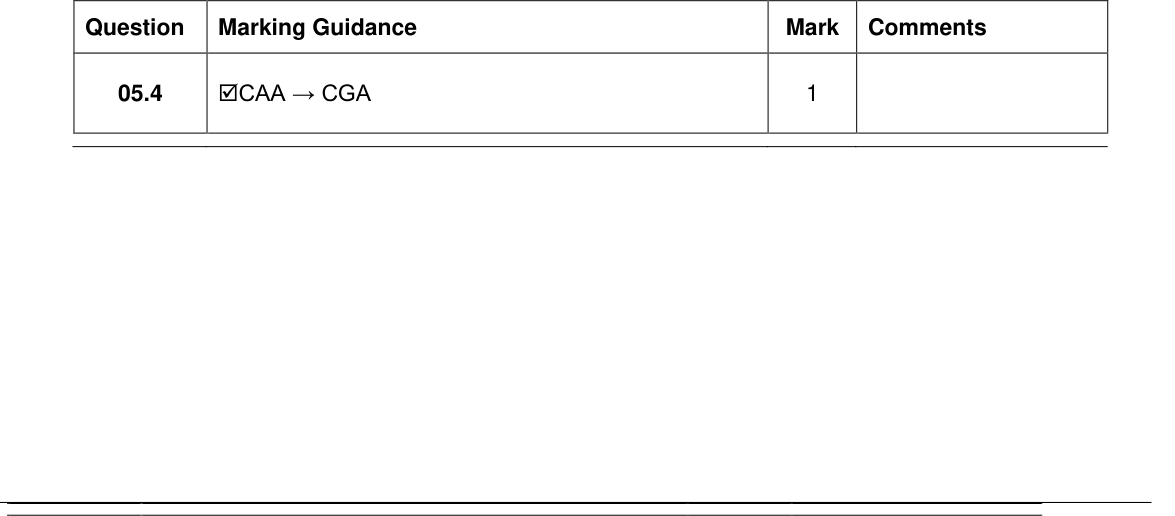 Question Marking Guidance Mark Comments
05.4 ☑CAA → CGA 1